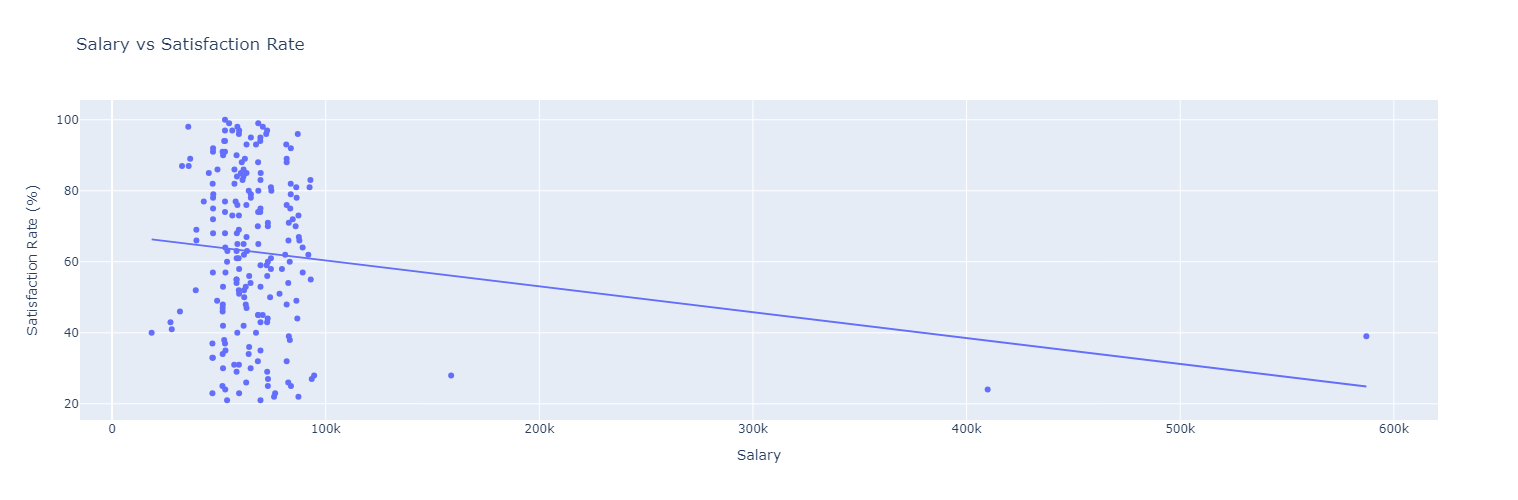 Salary vs Satisfaction Rate
Satisfaction Rate (%)
100
80
60
40
20
0 100k 200k 300k 400k 500k 600k
Salary